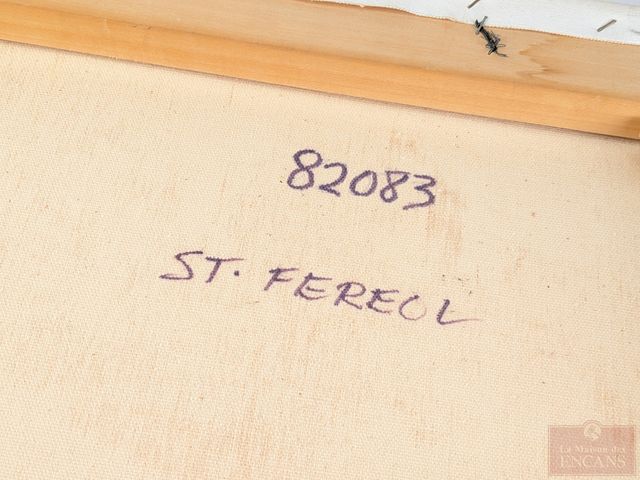 82083
ST. FEREOL
La Maison des
ENCANS